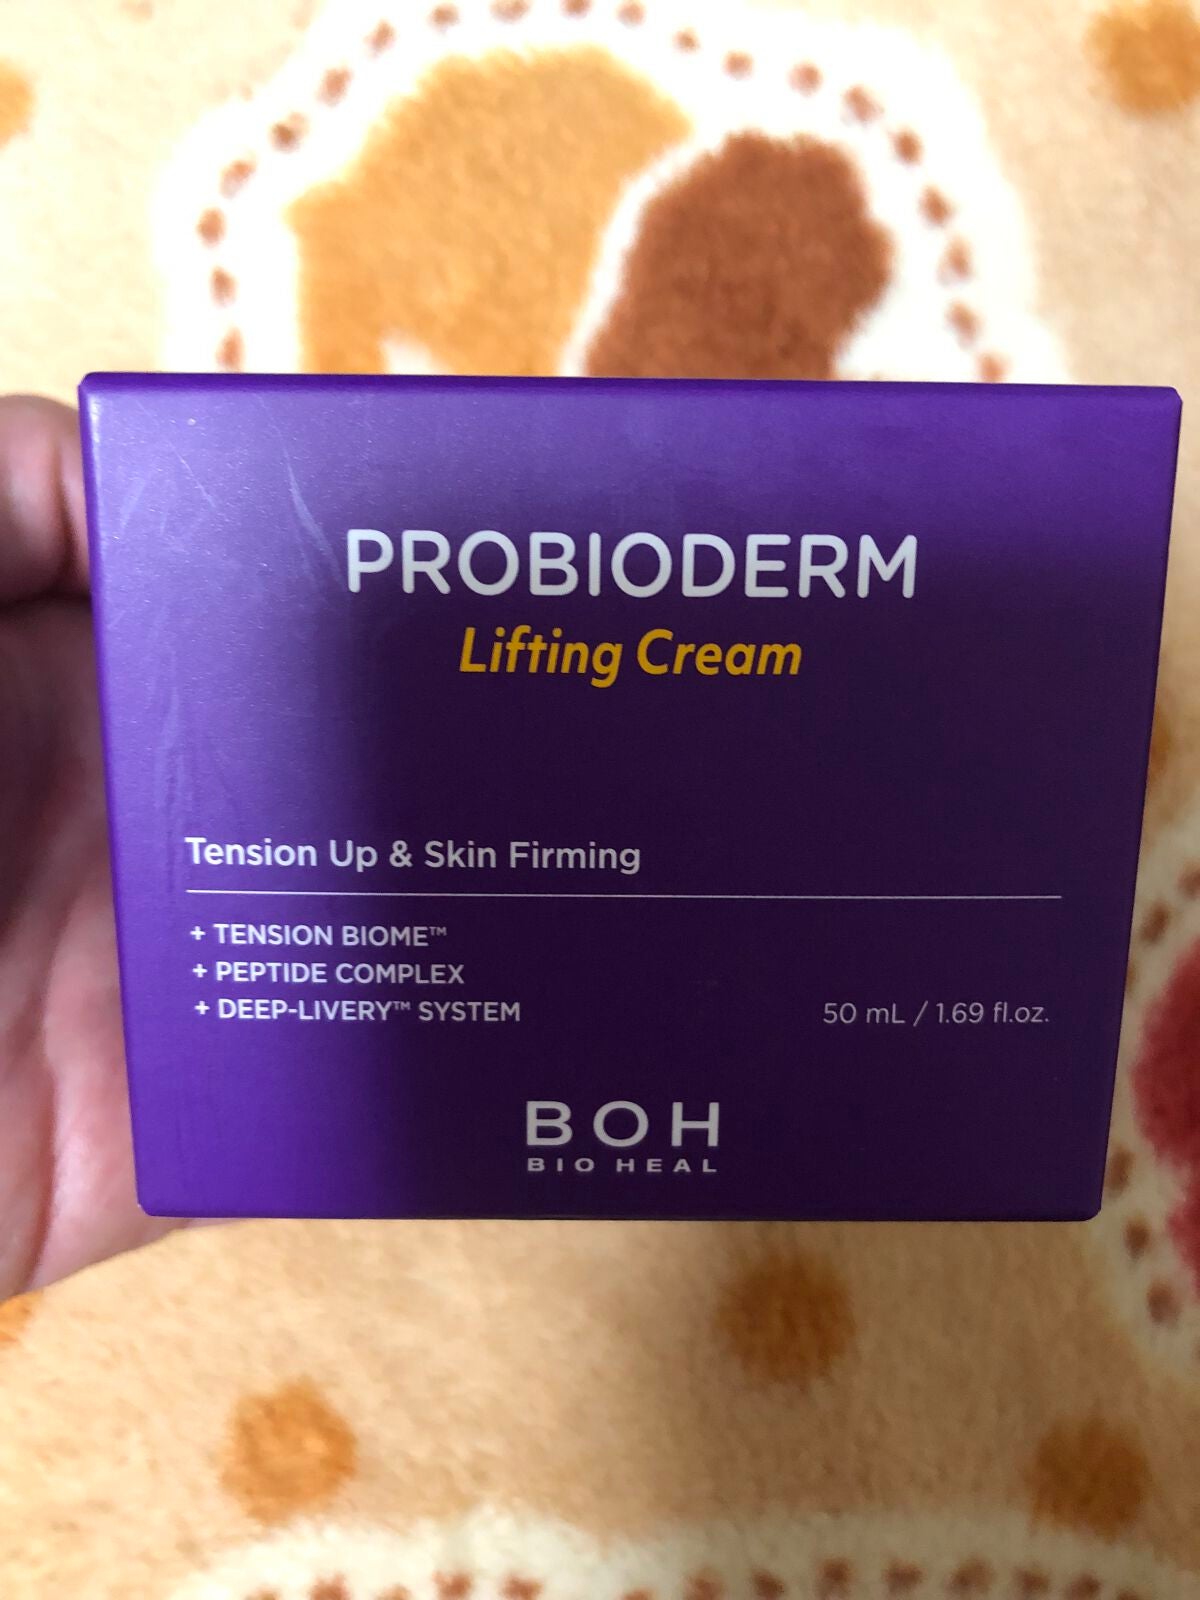 PROBIODERM
Lifting Cream
Tension Up & Skin Firming
+ TENSION BIOME™
+ PEPTIDE COMPLEX
+ DEEP-LIVERY™ SYSTEM
50 mL / 1.69 fl.oz.
BOH
BIO HEAL